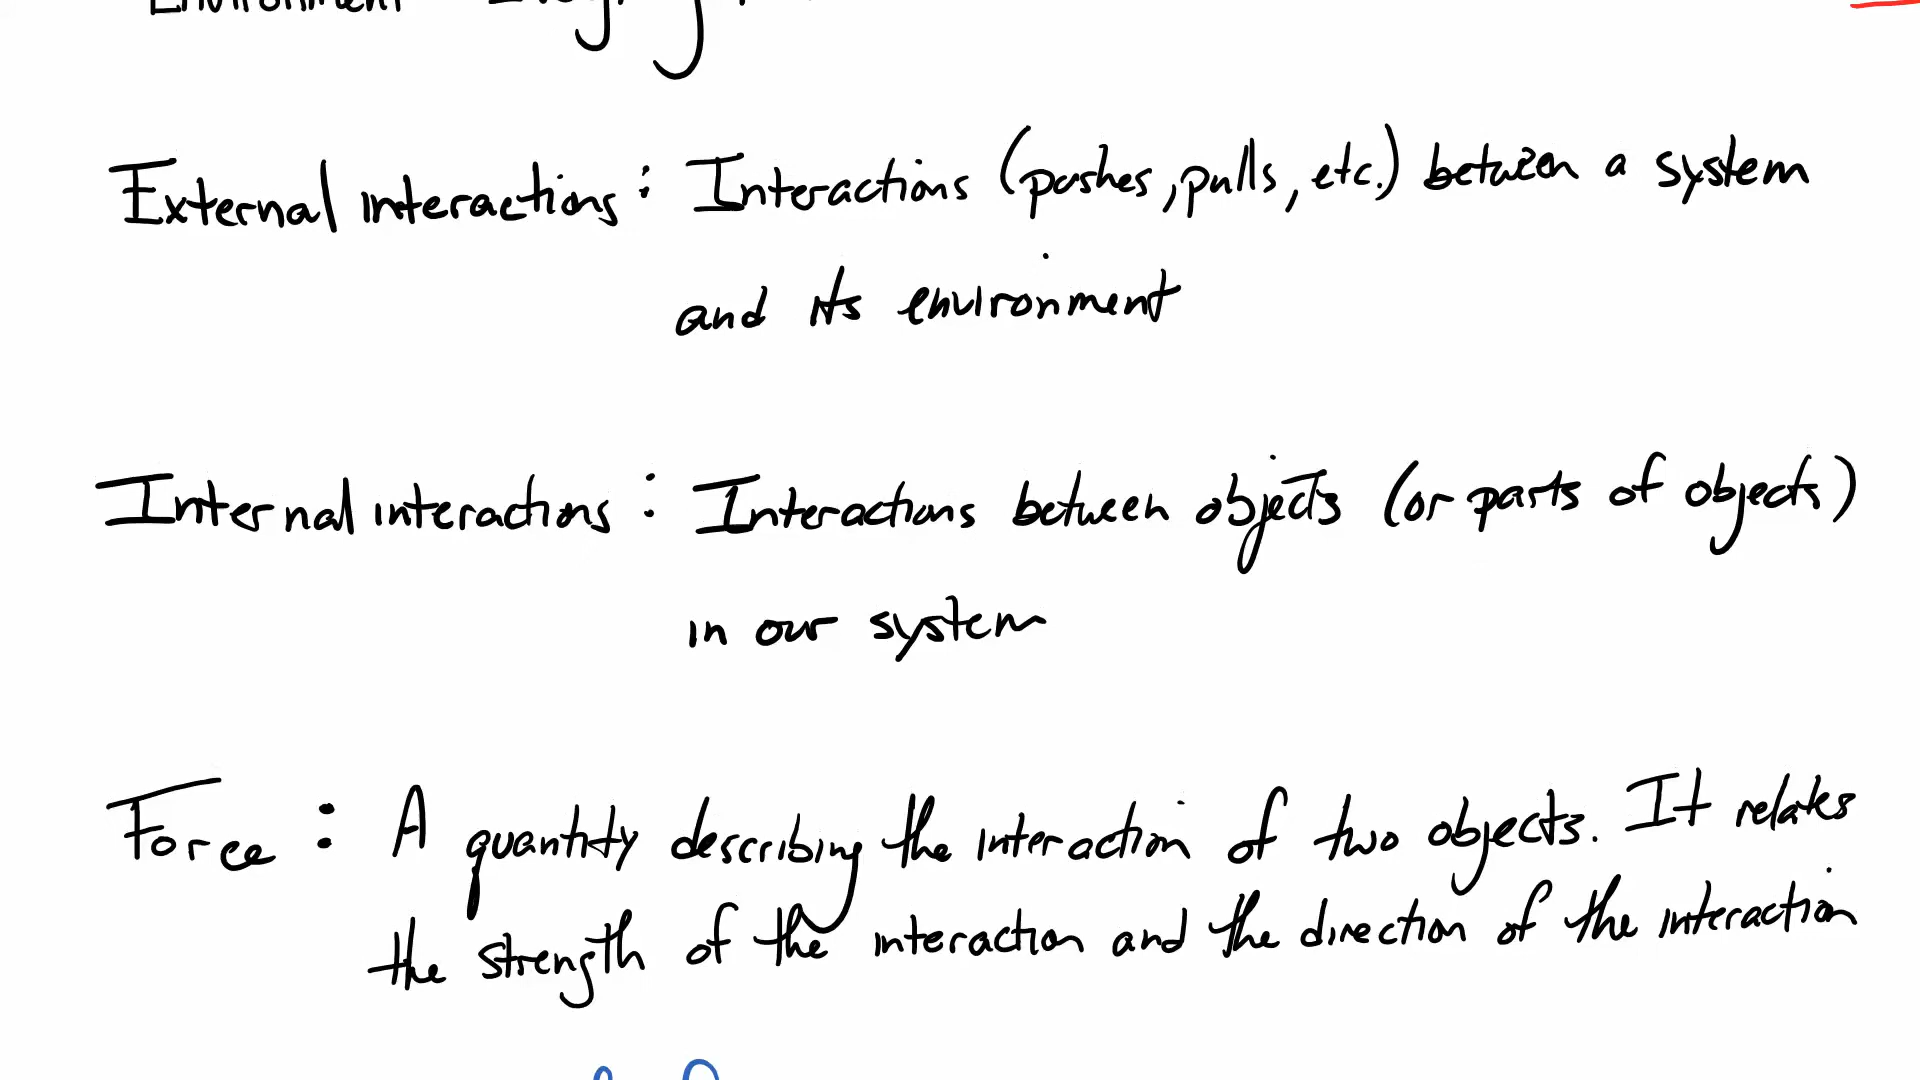 Environment
External interactions : Interactions (pushes, pulls, etc.) between a system
and its environment
Internal interactions : Interactions between objects (or parts of objects)
in our system
Force : A quantity describing the interaction of two objects. It relates
the strength of the interaction and the direction of the interaction